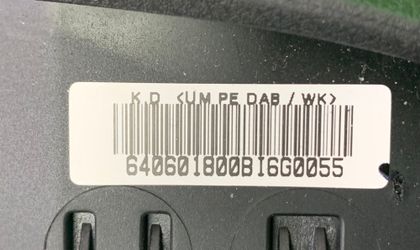 K.D <UM PE DAB / WK>
640601800BI6G0055